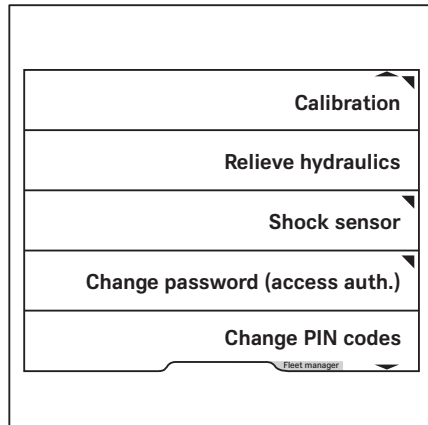 Calibration
Relieve hydraulics
Shock sensor
Change password (access auth.)
Change PIN codes
Fleet manager